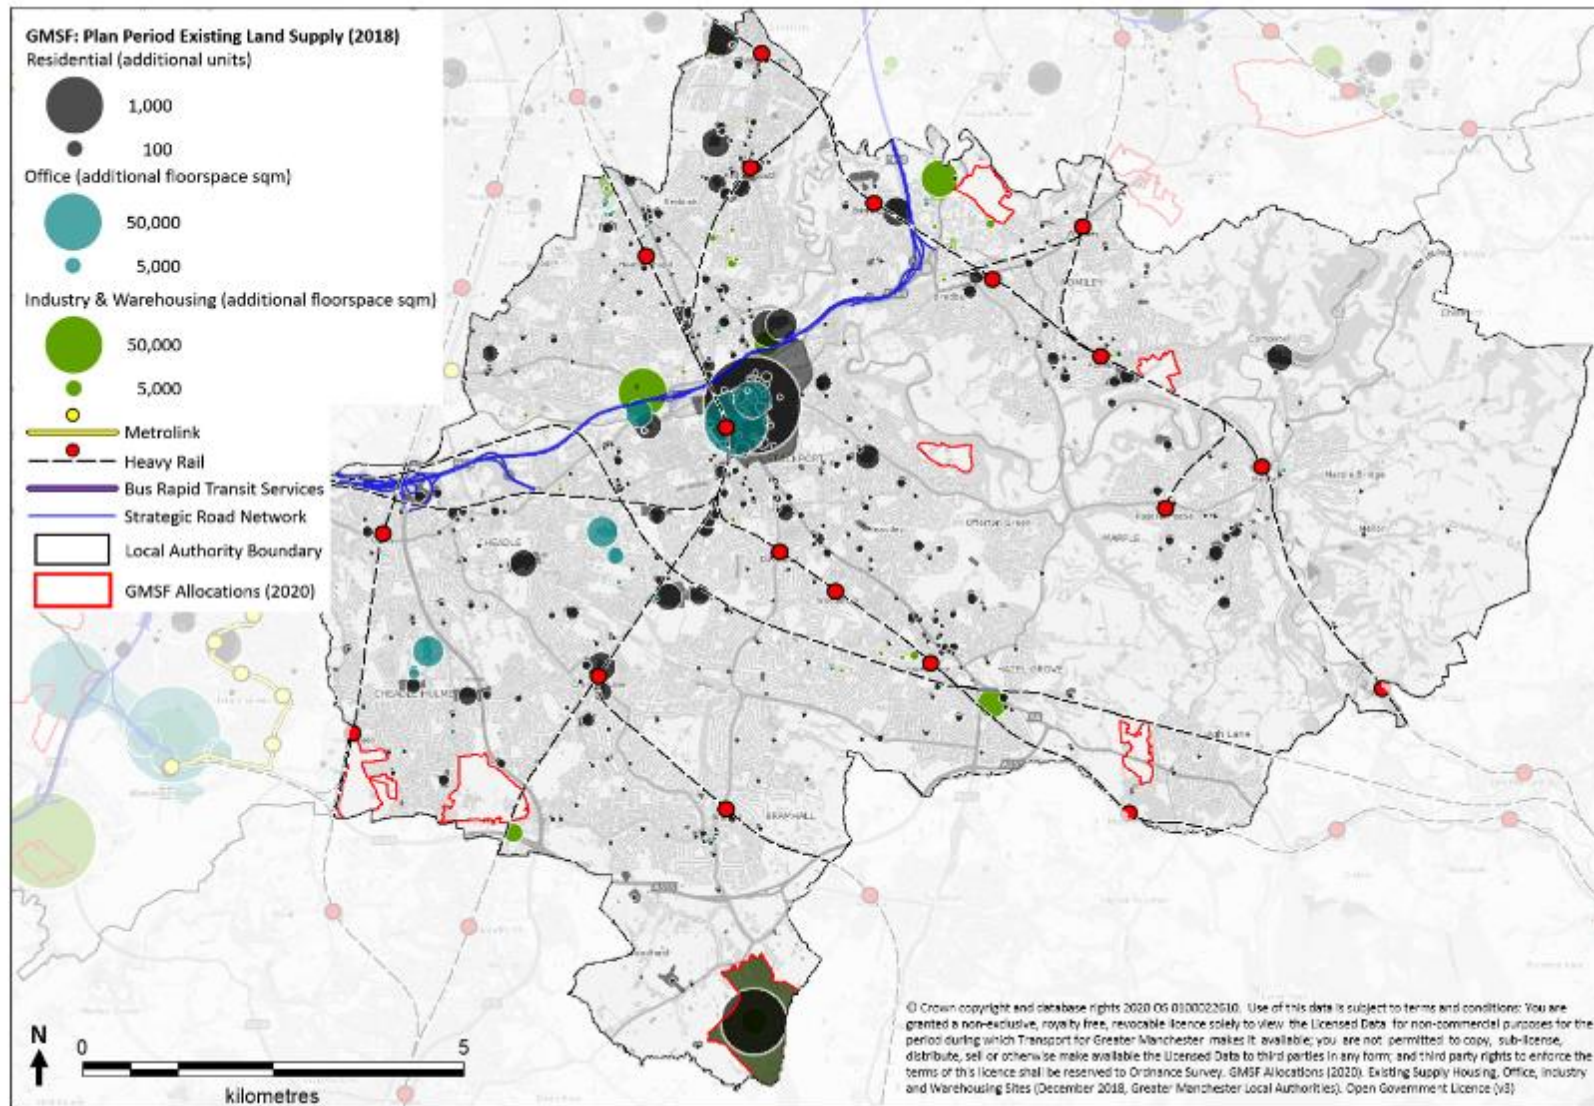 GMSF: Plan Period Existing Land Supply (2018)
Residential (additional units)
1,000
100
Office (additional floorspace sqm)
50,000
5,000
Industry & Warehousing (additional floorspace sqm)
50,000
5,000
Metrolink
Heavy Rail
Bus Rapid Transit Services
Strategic Road Network
Local Authority Boundary
GMSF Allocations (2020)
ROMILEY
Marple Bridge
Offerton Green
MARPLE
Mellor
CHEADLE
HAZEL GROVE
CHEADLE HULME
BRAMHALL
N
0
5
kilometres
© Crown copyright and database rights 2020 OS 0100022610. Use of this data is subject to terms and conditions: You are
granted a non-exclusive, royalty free, revocable licence solely to view the Licensed Data for non-commercial purposes for the
period during which Transport for Greater Manchester makes it available; you are not permitted to copy, sub-license,
distribute, sell or otherwise make available the Licensed Data to third parties in any form; and third party rights to enforce the
terms of this licence shall be reserved to Ordnance Survey. GMSF Allocations (2020). Existing Supply Housing, Office, Industry
and Warehousing Sites (December 2018, Greater Manchester Local Authorities). Open Government Licence (v3)